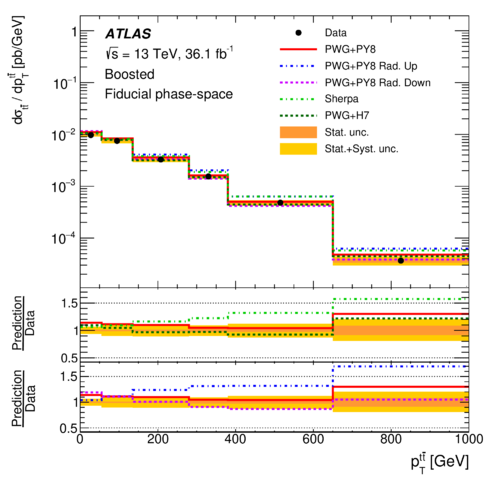 dσ_tt̄ / dp_T^tt̄ [pb/GeV]
1
10⁻¹
10⁻²
10⁻³
10⁻⁴
ATLAS
√s = 13 TeV, 36.1 fb⁻¹
Boosted
Fiducial phase-space
Data
PWG+PY8
PWG+PY8 Rad. Up
PWG+PY8 Rad. Down
Sherpa
PWG+H7
Stat. unc.
Stat.+Syst. unc.
Prediction
Data
1.5
1
0.5
Prediction
Data
1.5
1
0.5
0 200 400 600 800 1000
p_T^tt̄ [GeV]